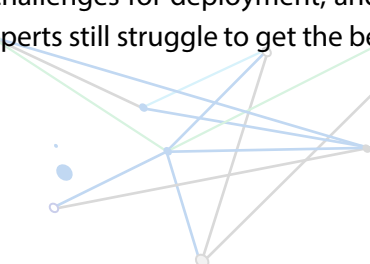 challenges for deployment, and
perts still struggle to get the be